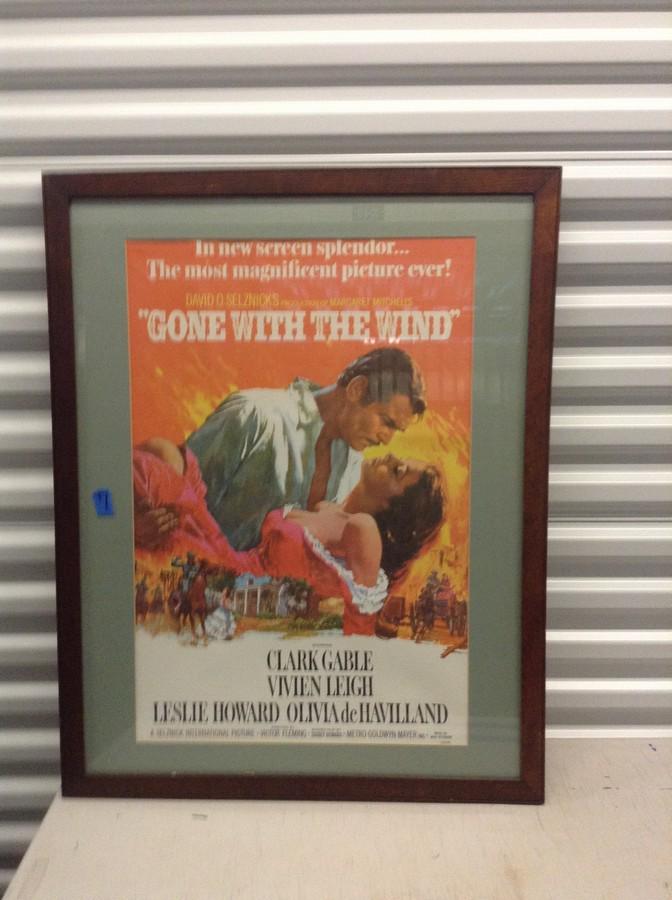 In new screen splendor...
The most magnificent picture ever!
DAVID O. SELZNICK'S PRODUCTION OF MARGARET MITCHELL'S
"GONE WITH THE WIND"
CLARK GABLE
VIVIEN LEIGH
LESLIE HOWARD OLIVIA de HAVILLAND
A SELZNICK INTERNATIONAL PICTURE · VICTOR FLEMING · METRO-GOLDWYN-MAYER INC.